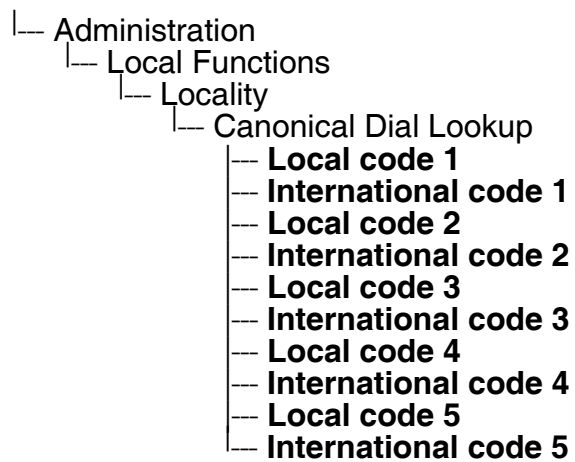 |--- Administration
|--- Local Functions
|--- Locality
|--- Canonical Dial Lookup
|--- Local code 1
|--- International code 1
|--- Local code 2
|--- International code 2
|--- Local code 3
|--- International code 3
|--- Local code 4
|--- International code 4
|--- Local code 5
|--- International code 5